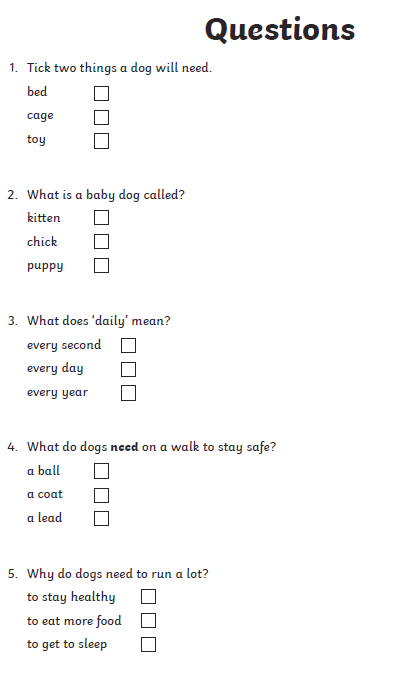 Questions
1. Tick two things a dog will need.
bed
cage
toy
2. What is a baby dog called?
kitten
chick
puppy
3. What does ‘daily’ mean?
every second
every day
every year
4. What do dogs need on a walk to stay safe?
a ball
a coat
a lead
5. Why do dogs need to run a lot?
to stay healthy
to eat more food
to get to sleep